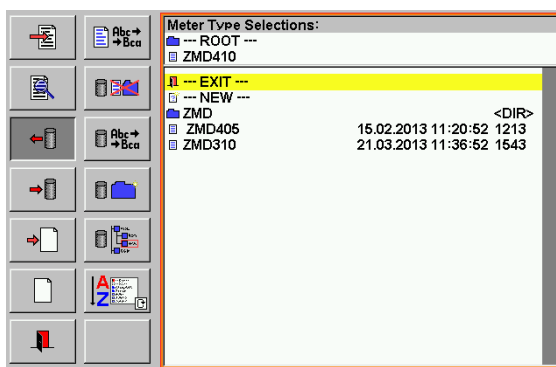 Abc→
→Bca
Abc→
→Bca
A
Z
Meter Type Selections:
--- ROOT ---
ZMD410
--- EXIT ---
--- NEW ---
ZMD <DIR>
ZMD405 15.02.2013 11:20:52 1213
ZMD310 21.03.2013 11:36:52 1543